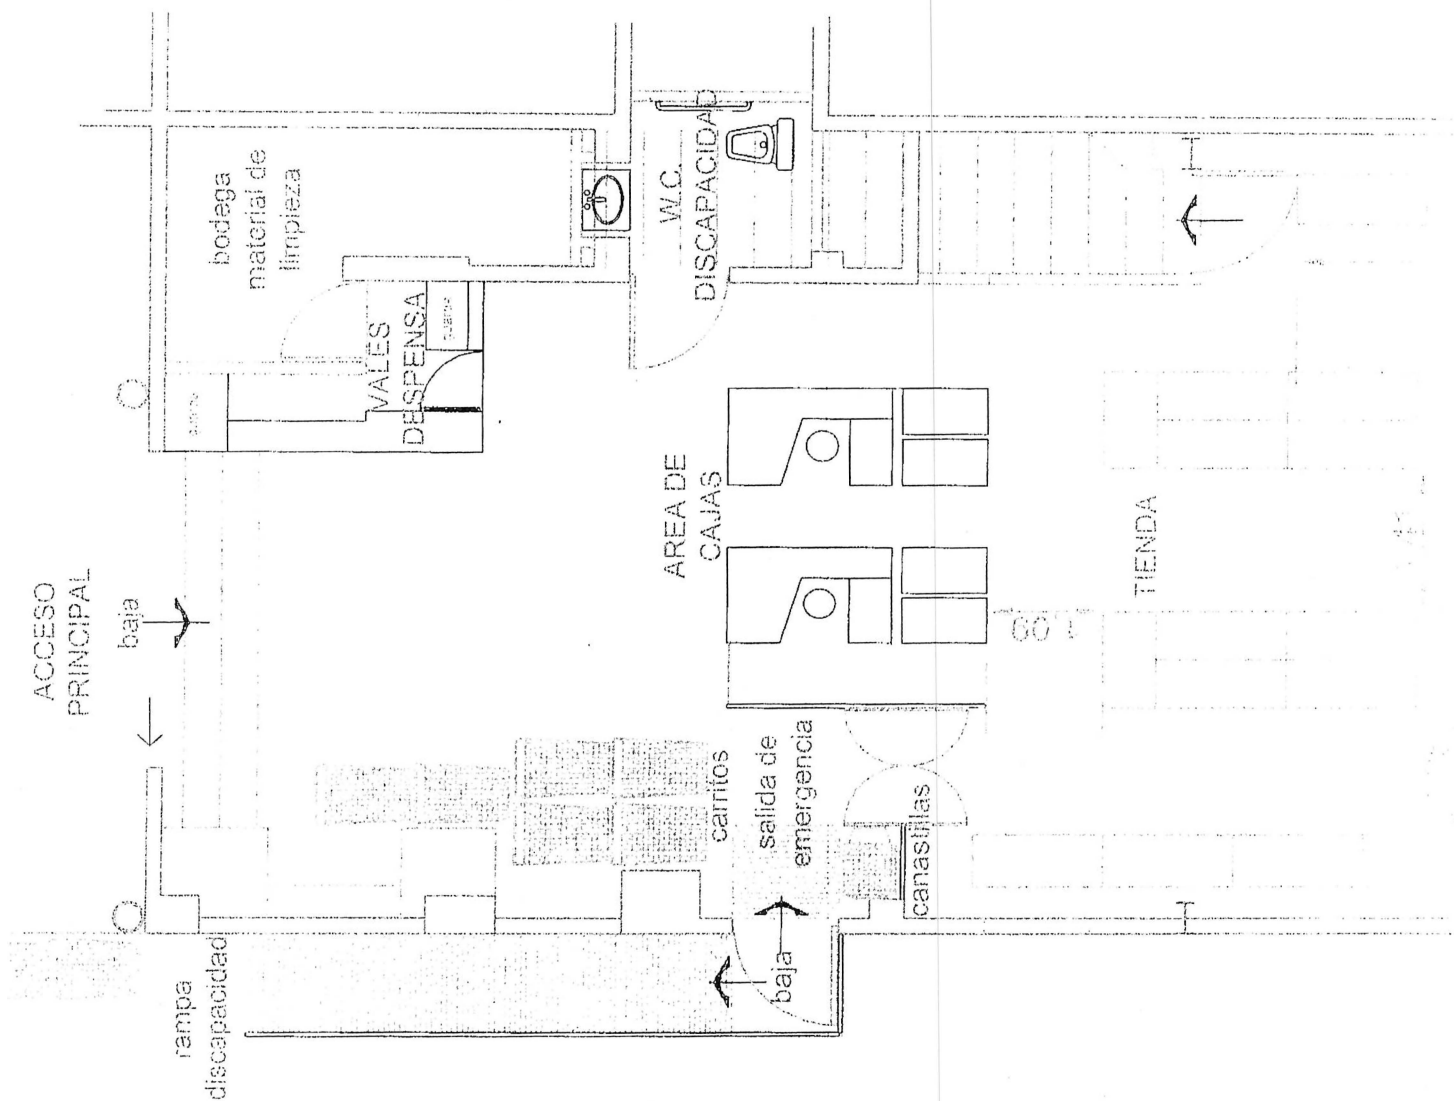 ACCESO
PRINCIPAL
baja
bodega
material de
limpieza
VALES
DESPENSA
W.C.
DISCAPACIDAD
AREA DE
CAJAS
TIENDA
1.09
carritos
salida de
emergencia
canastillas
baja
rampa
discapacidad